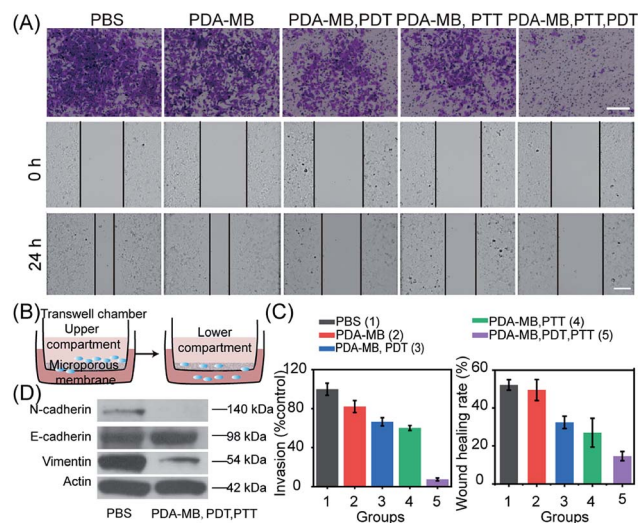 (A)
PBS
PDA-MB
PDA-MB,PDT
PDA-MB, PTT
PDA-MB,PTT,PDT
0 h
24 h
(B)
Transwell chamber
Upper
compartment
Microporous
membrane
Lower
compartment
(C)
PBS (1)
PDA-MB (2)
PDA-MB, PDT (3)
PDA-MB,PTT (4)
PDA-MB,PDT,PTT (5)
Invasion (%control)
120
80
40
0
1 2 3 4 5
Groups
Wound healing rate (%)
60
40
20
0
1 2 3 4 5
Groups
(D)
N-cadherin
140 kDa
E-cadherin
98 kDa
Vimentin
54 kDa
Actin
42 kDa
PBS
PDA-MB,PDT,PTT